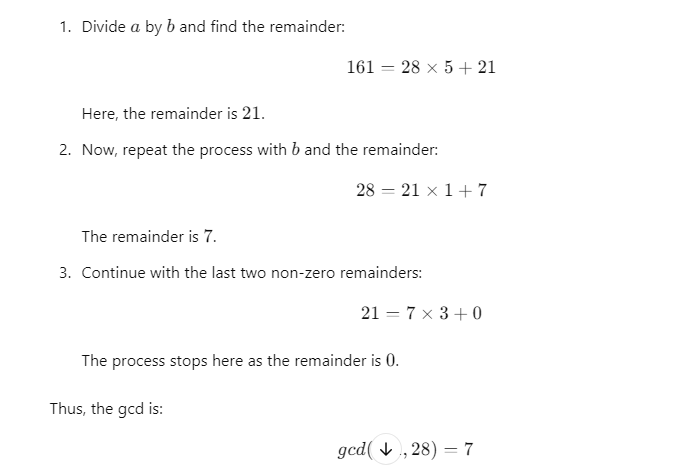 1. Divide a by b and find the remainder:
161 = 28 × 5 + 21
Here, the remainder is 21.
2. Now, repeat the process with b and the remainder:
28 = 21 × 1 + 7
The remainder is 7.
3. Continue with the last two non-zero remainders:
21 = 7 × 3 + 0
The process stops here as the remainder is 0.
Thus, the gcd is:
gcd( , 28) = 7